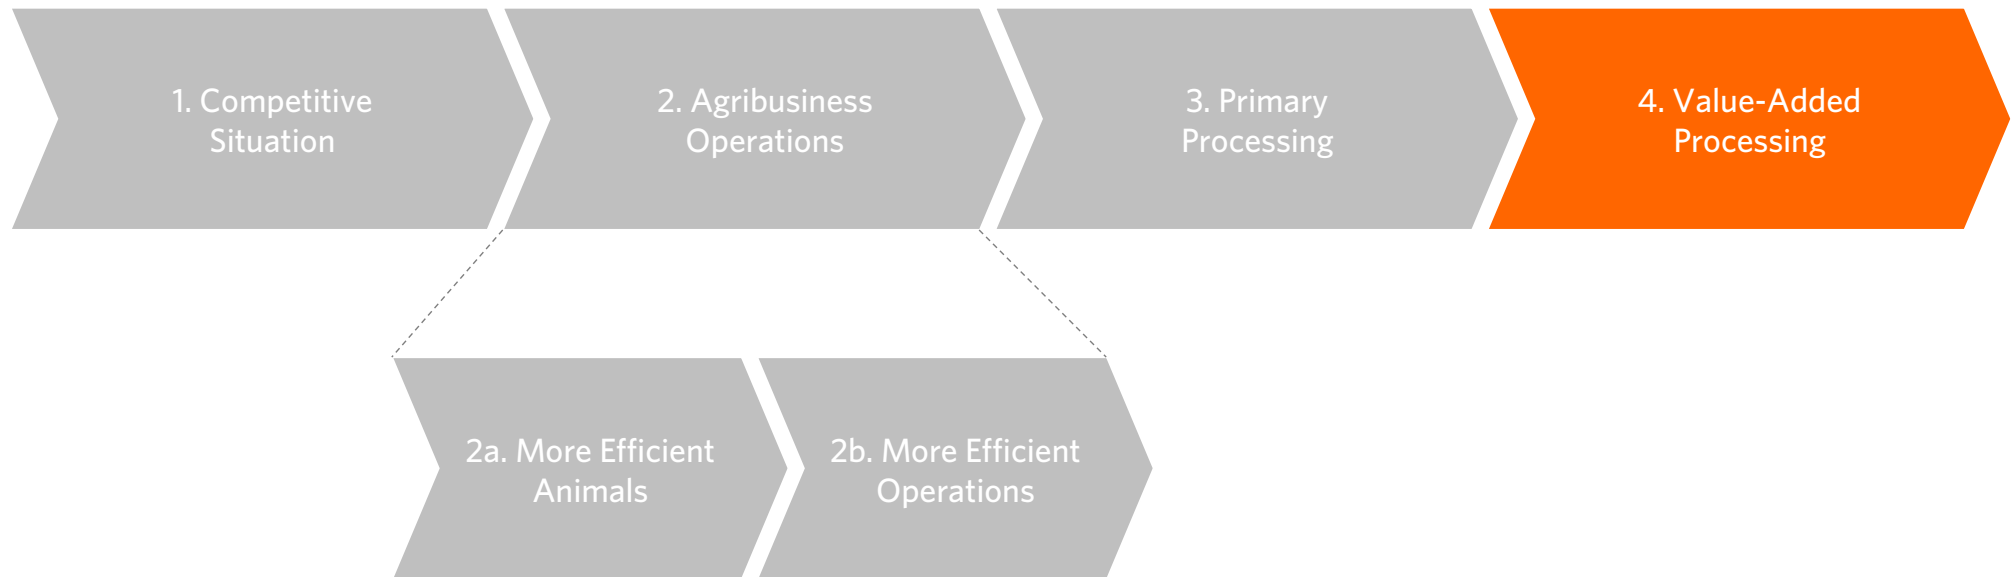 1. Competitive
Situation
2. Agribusiness
Operations
3. Primary
Processing
4. Value-Added
Processing
2a. More Efficient
Animals
2b. More Efficient
Operations